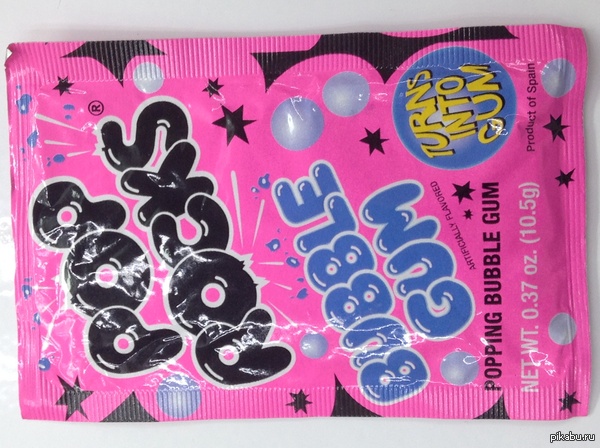 POP
ROCKS®
BUBBLE
GUM
ARTIFICIALLY FLAVORED
TURNS
INTO
GUM
POPPING BUBBLE GUM
NET WT. 0.37 oz. (10.5g)
Product of Spain
pikabu.ru